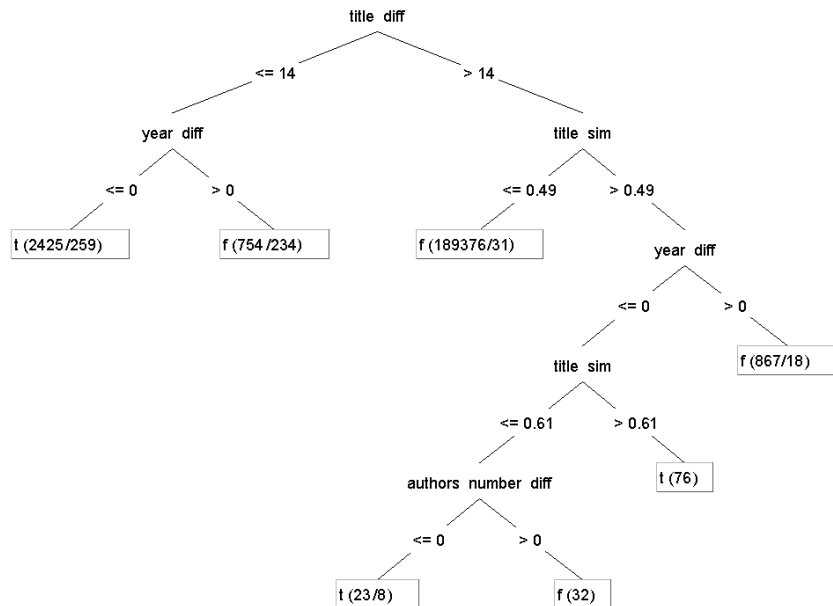 title diff
<= 14 > 14
year diff title sim
<= 0 > 0 <= 0.49 > 0.49
t (2425/259) f (754/234) f (189376/31) year diff
<= 0 > 0
title sim f (867/18)
<= 0.61 > 0.61
authors number diff t (76)
<= 0 > 0
t (23/8) f (32)